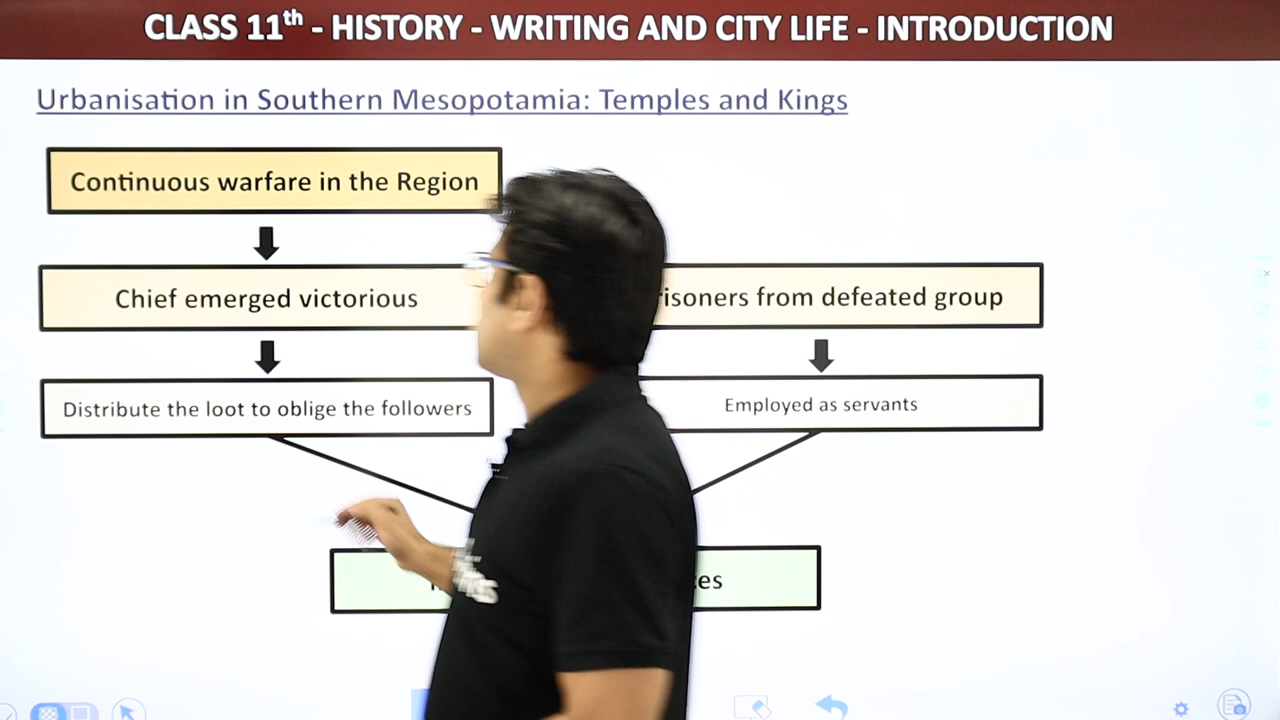 CLASS 11th - HISTORY - WRITING AND CITY LIFE - INTRODUCTION
Urbanisation in Southern Mesopotamia: Temples and Kings
Continuous warfare in the Region
Chief emerged victorious
risoners from defeated group
Distribute the loot to oblige the followers
Employed as servants